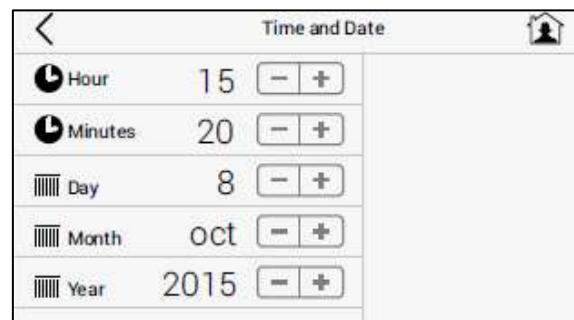 Time and Date
Hour 15 - +
Minutes 20 - +
Day 8 - +
Month oct - +
Year 2015 - +